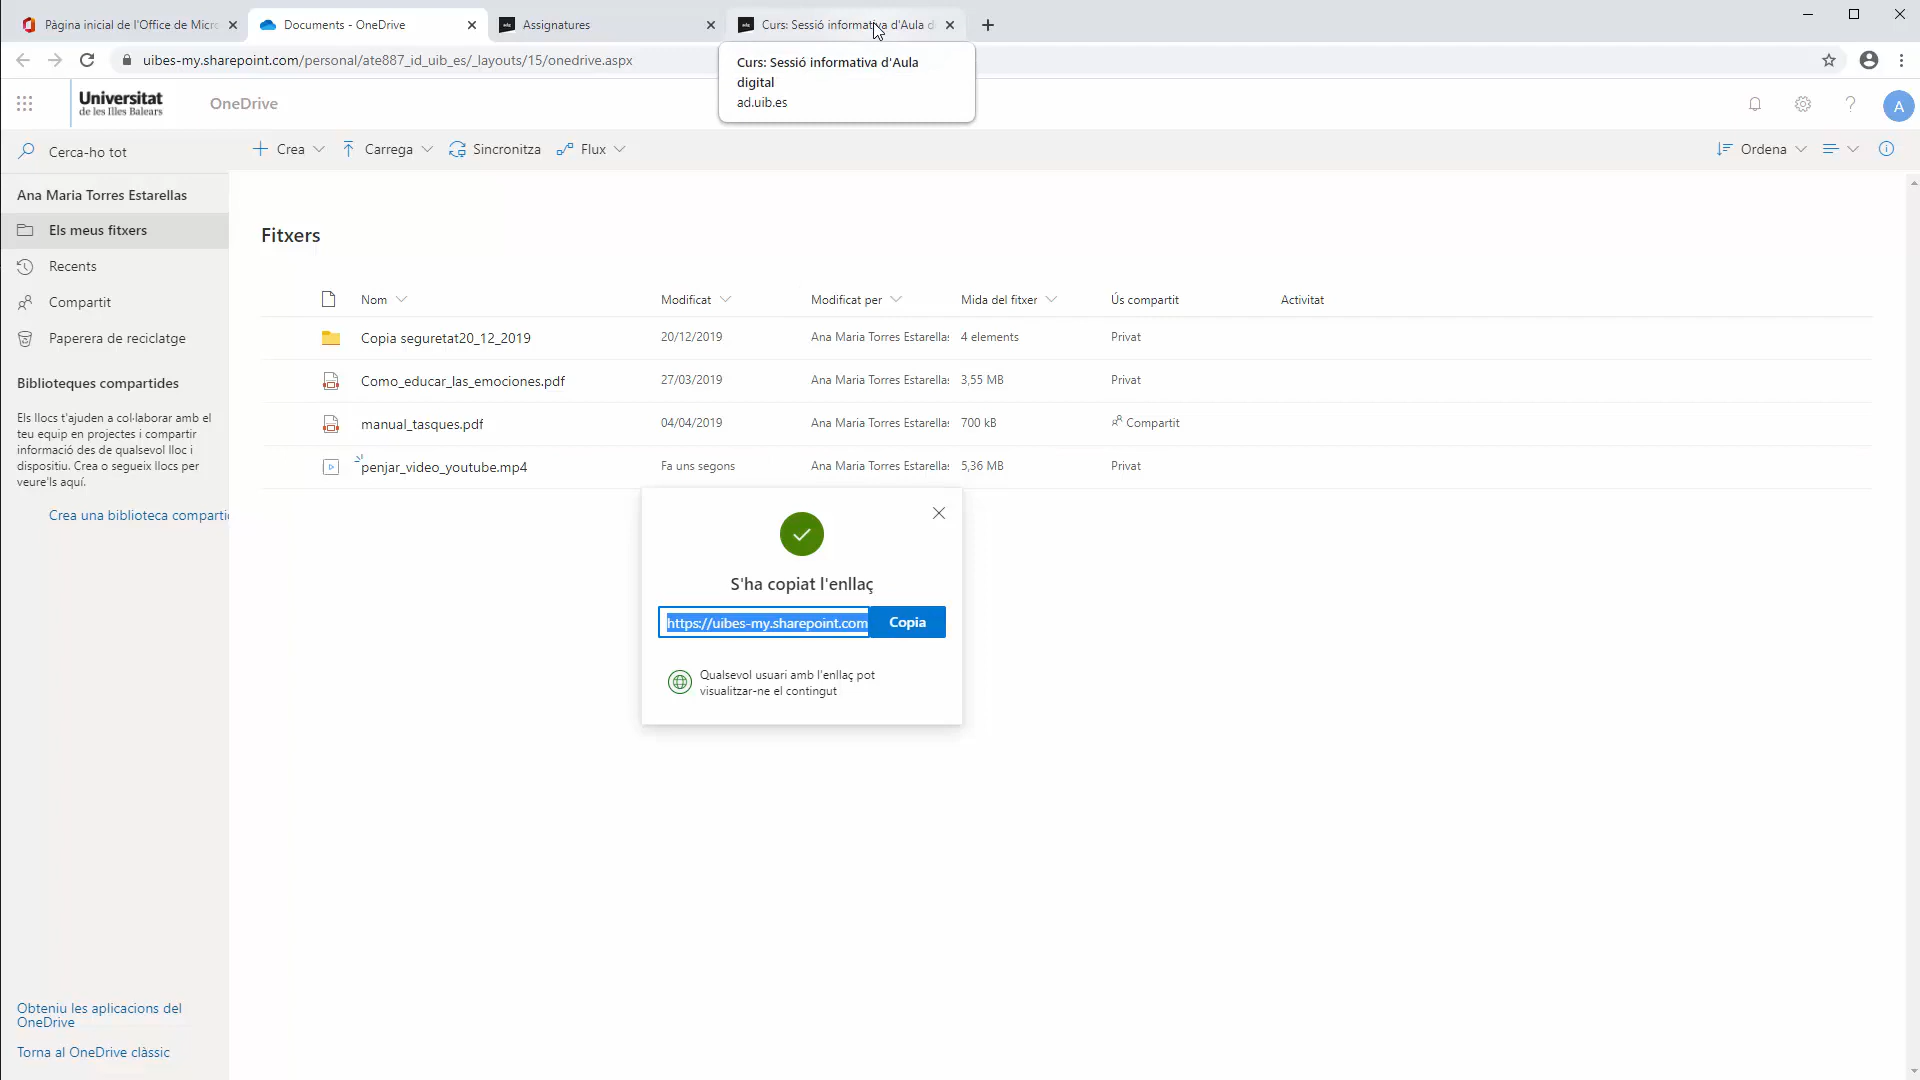 Pàgina inicial de l'Office de Micro
Documents - OneDrive
Assignatures
Curs: Sessió informativa d'Aula d
uibes-my.sharepoint.com/personal/ate887_id_uib_es/_layouts/15/onedrive.aspx
Curs: Sessió informativa d'Aula
digital
ad.uib.es
Universitat
de les Illes Balears
OneDrive
?
A
Cerca-ho tot
Crea
Carrega
Sincronitza
Flux
Ordena
Ana Maria Torres Estarellas
Els meus fitxers
Recents
Compartit
Paperera de reciclatge
Biblioteques compartides
Els llocs t'ajuden a col·laborar amb el
teu equip en projectes i compartir
informació des de qualsevol lloc i
dispositiu. Crea o segueix llocs per
veure'ls aquí.
Crea una biblioteca comparti
Obteniu les aplicacions del
OneDrive
Torna al OneDrive clàssic
Fitxers
Nom Modificat Modificat per Mida del fitxer Ús compartit Activitat
Copia seguretat20_12_2019 20/12/2019 Ana Maria Torres Estarellas 4 elements Privat
Como_educar_las_emociones.pdf 27/03/2019 Ana Maria Torres Estarellas 3,55 MB Privat
manual_tasques.pdf 04/04/2019 Ana Maria Torres Estarellas 700 kB Compartit
penjar_video_youtube.mp4 Fa uns segons Ana Maria Torres Estarellas 5,36 MB Privat
S'ha copiat l'enllaç
https://uibes-my.sharepoint.com
Copia
Qualsevol usuari amb l'enllaç pot
visualitzar-ne el contingut